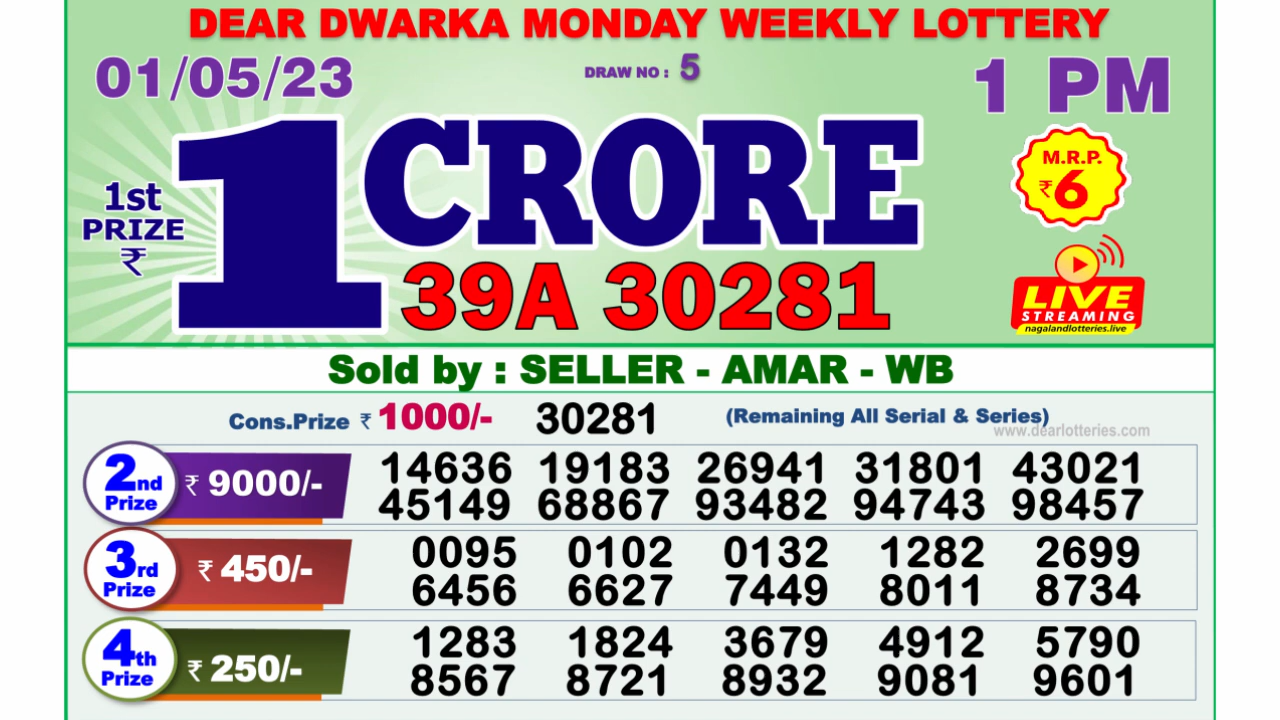 DEAR DWARKA MONDAY WEEKLY LOTTERY
01/05/23
DRAW NO : 5
1 PM
1st
PRIZE
₹
1 CRORE
39A 30281
M.R.P.
₹6
LIVE
STREAMING
nagalandlotteries.live
Sold by : SELLER - AMAR - WB
Cons.Prize ₹ 1000/- 30281 (Remaining All Serial & Series)
www.dearlotteries.com
2nd Prize ₹ 9000/-
14636 19183 26941 31801 43021
45149 68867 93482 94743 98457
3rd Prize ₹ 450/-
0095 0102 0132 1282 2699
6456 6627 7449 8011 8734
4th Prize ₹ 250/-
1283 1824 3679 4912 5790
8567 8721 8932 9081 9601